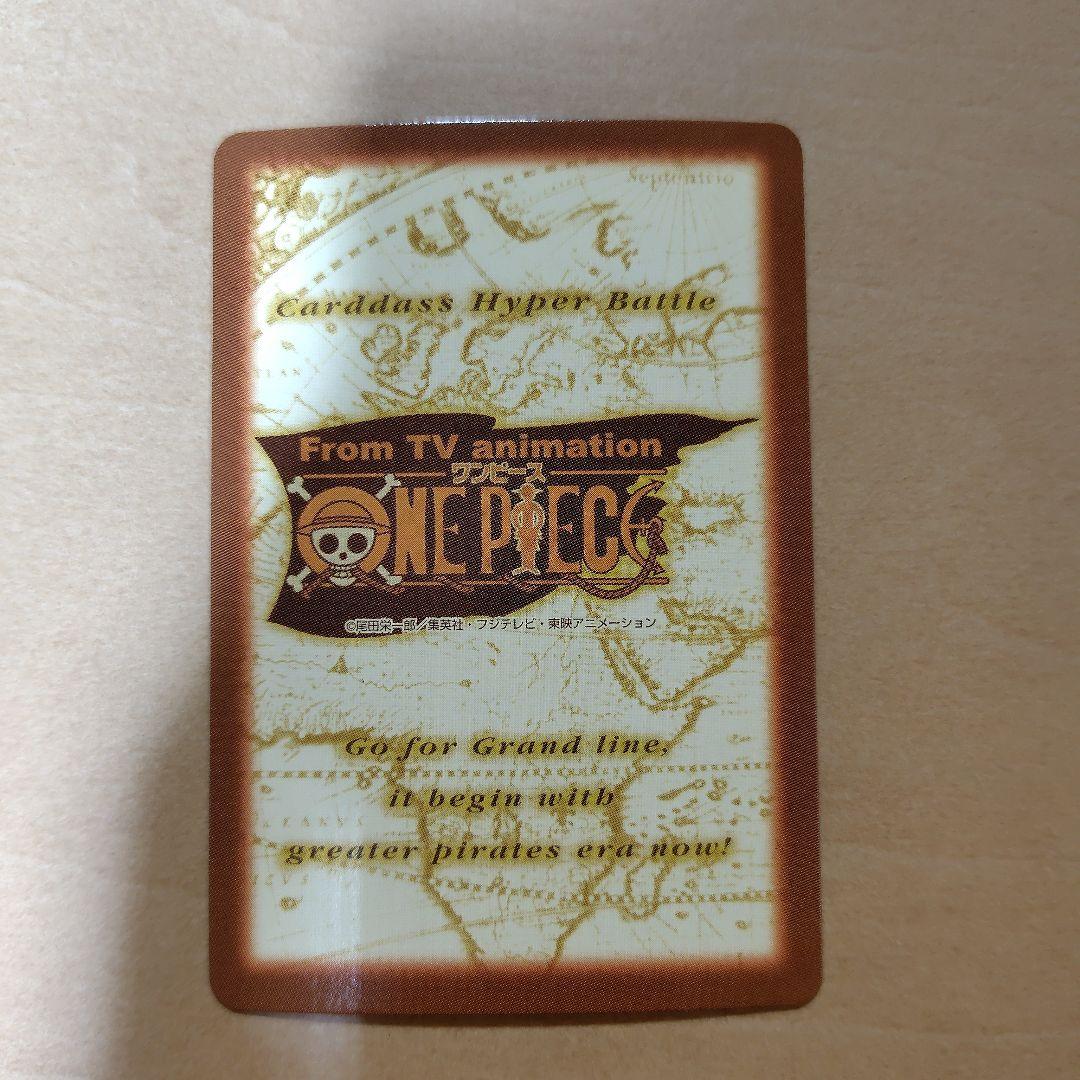 Septentrio
Carddass Hyper Battle
From TV animation
ワンピース
ONE PIECE
©尾田栄一郎／集英社・フジテレビ・東映アニメーション
Go for Grand line,
it begin with
greater pirates era now!